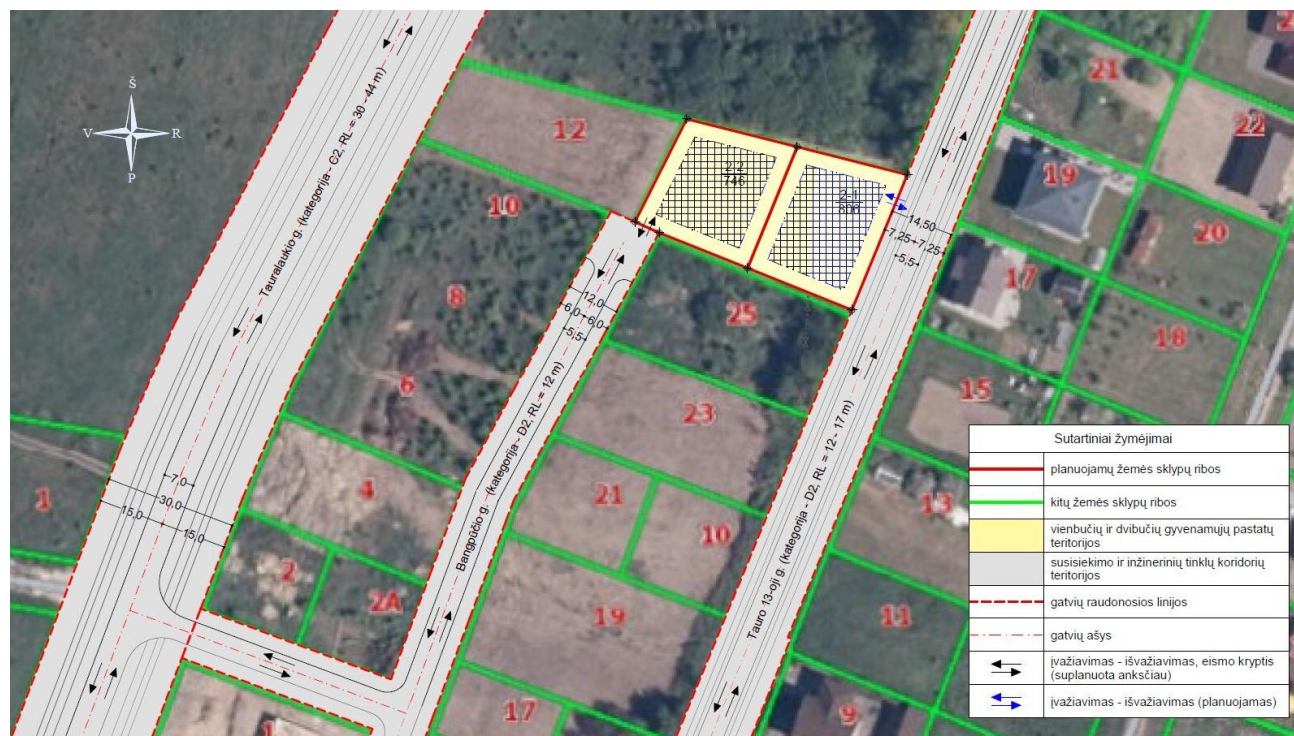 Š
V
R
P
Tauralaukio g. (kategorija - C2, RL = 30 - 44 m)
12
10
8
6
4
2
2A
1
1
7,0
30,0
15,0
15,0
Bangpūčio g. (kategorija - D2, RL = 12 m)
12,0
6,0
6,0
5,5
2-2
746
2-1
806
14,50
7,25
7,25
5,5
25
23
21
10
19
17
Tauro 13-oji g. (kategorija - D2, RL = 12 - 17 m)
21
22
19
20
17
18
15
13
11
9
Sutartiniai žymėjimai
planuojamų žemės sklypų ribos
kitų žemės sklypų ribos
vienbučių ir dvibučių gyvenamųjų pastatų
teritorijos
susisiekimo ir inžinerinių tinklų koridorių
teritorijos
gatvių raudonosios linijos
gatvių ašys
įvažiavimas - išvažiavimas, eismo kryptis
(suplanuota anksčiau)
įvažiavimas - išvažiavimas (planuojamas)